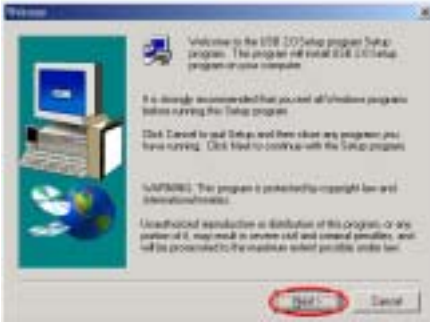 Welcome
Welcome to the USB 2.0 Setup program Setup
program. This program will install USB 2.0 Setup
program on your computer.
It is strongly recommended that you exit all Windows programs
before running this Setup program.
Click Cancel to quit Setup and then close any programs you
have running. Click Next to continue with the Setup program.
WARNING: This program is protected by copyright law and
international treaties.
Unauthorized reproduction or distribution of this program, or any
portion of it, may result in severe civil and criminal penalties, and
will be prosecuted to the maximum extent possible under law.
Next >
Cancel